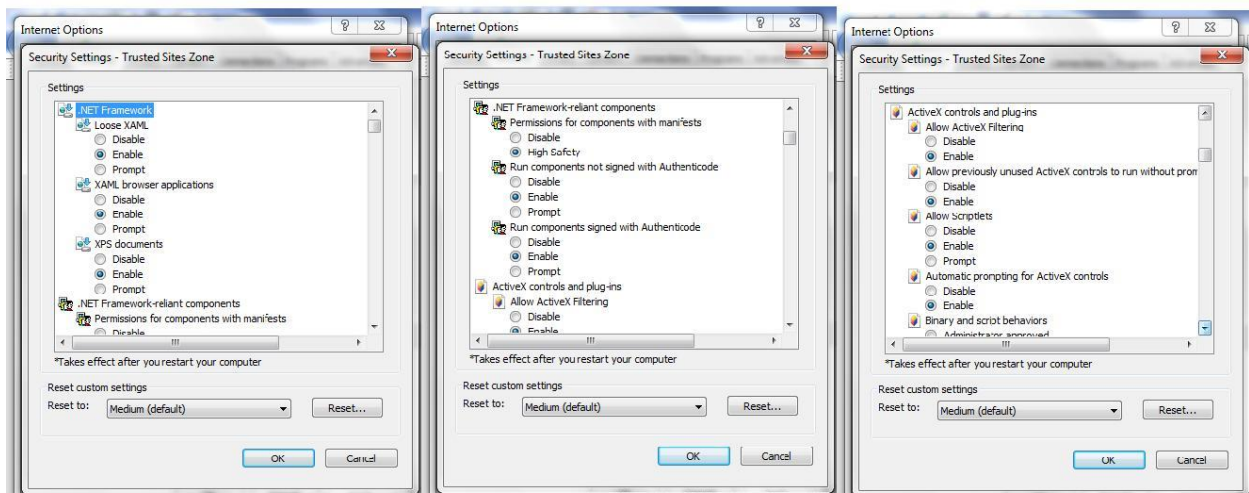 Internet Options
Security Settings - Trusted Sites Zone
Settings
.NET Framework
Loose XAML
Disable
Enable
Prompt
XAML browser applications
Disable
Enable
Prompt
XPS documents
Disable
Enable
Prompt
.NET Framework-reliant components
Permissions for components with manifests
Disable
*Takes effect after you restart your computer
Reset custom settings
Reset to:
Medium (default)
Reset...
OK
Cancel
Internet Options
Security Settings - Trusted Sites Zone
Settings
.NET Framework-reliant components
Permissions for components with manifests
Disable
High Safety
Run components not signed with Authenticode
Disable
Enable
Prompt
Run components signed with Authenticode
Disable
Enable
Prompt
ActiveX controls and plug-ins
Allow ActiveX Filtering
Disable
Enable
*Takes effect after you restart your computer
Reset custom settings
Reset to:
Medium (default)
Reset...
OK
Cancel
Internet Options
Security Settings - Trusted Sites Zone
Settings
ActiveX controls and plug-ins
Allow ActiveX Filtering
Disable
Enable
Allow previously unused ActiveX controls to run without prom
Disable
Enable
Allow Scriptlets
Disable
Enable
Prompt
Automatic prompting for ActiveX controls
Disable
Enable
Binary and script behaviors
Administrator approved
*Takes effect after you restart your computer
Reset custom settings
Reset to:
Medium (default)
Reset...
OK
Cancel